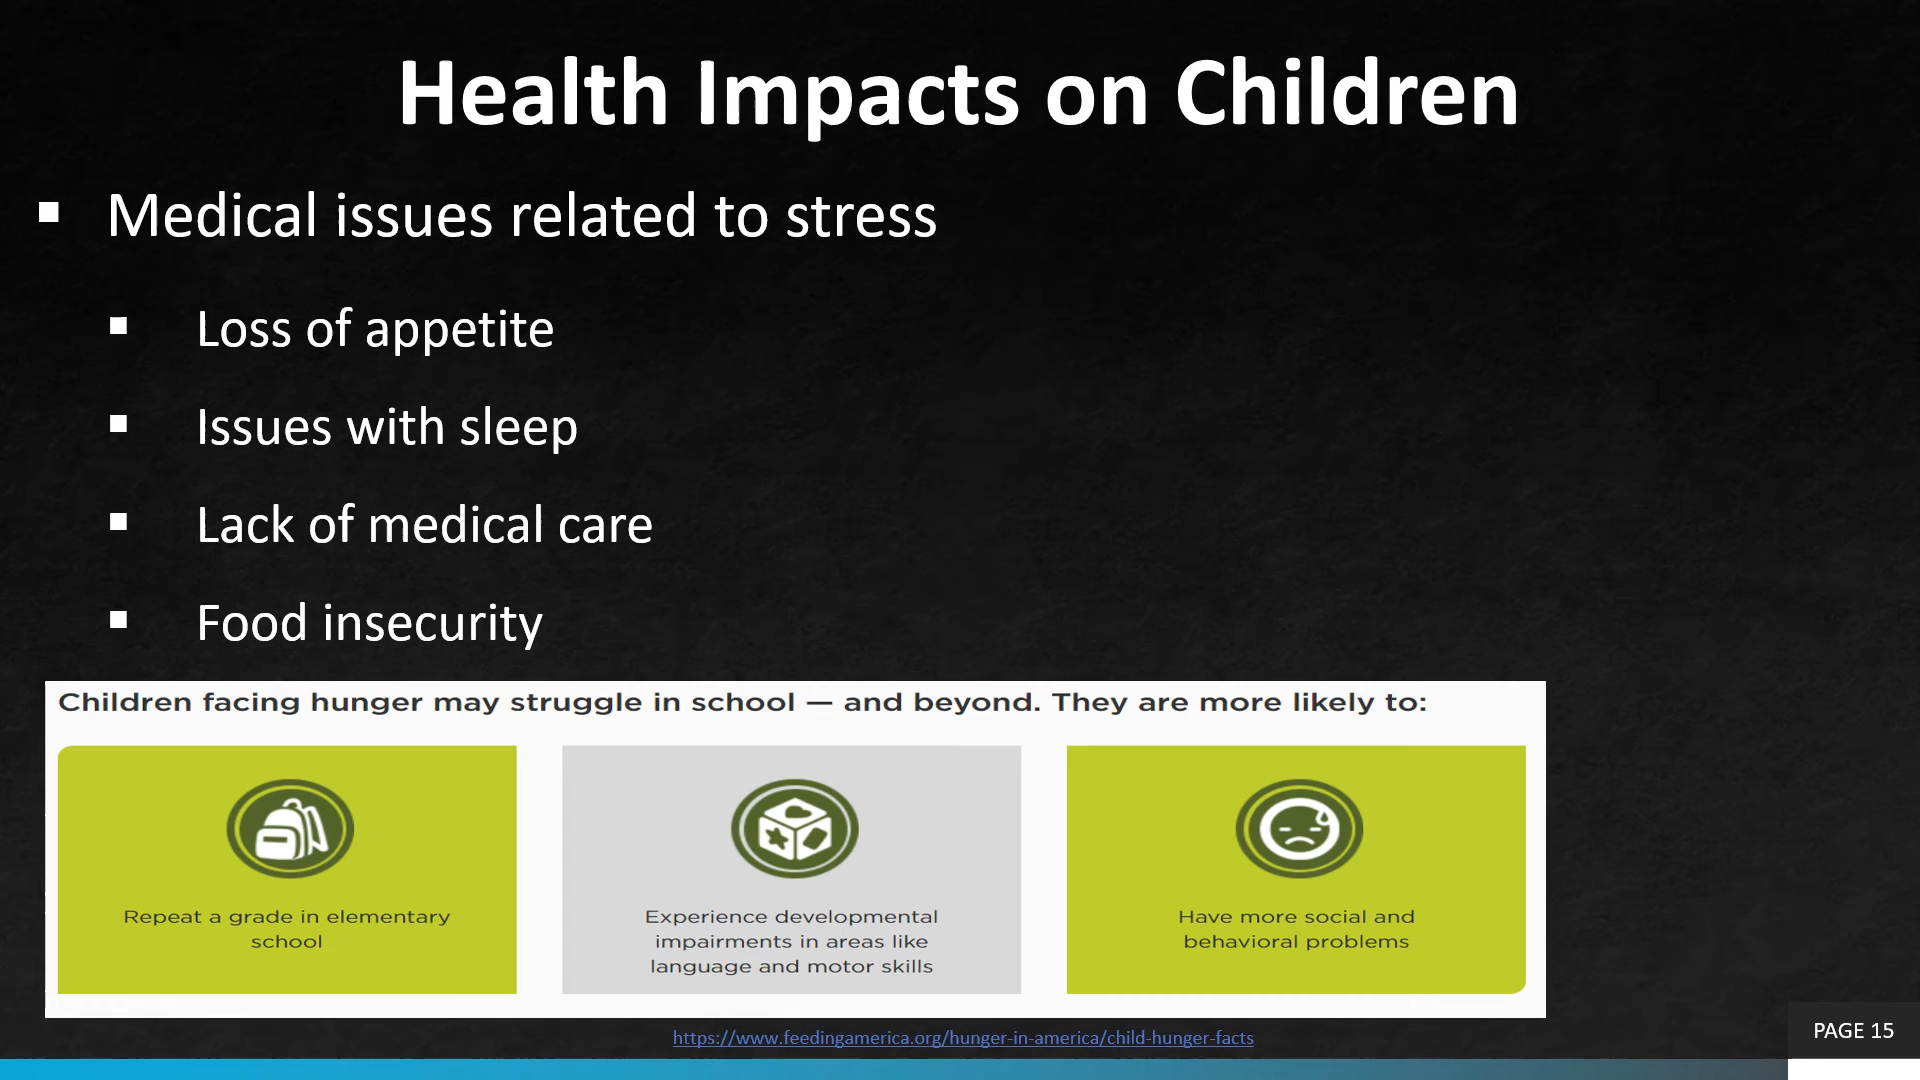 Health Impacts on Children
▪ Medical issues related to stress
▪ Loss of appetite
▪ Issues with sleep
▪ Lack of medical care
▪ Food insecurity
Children facing hunger may struggle in school — and beyond. They are more likely to:
Repeat a grade in elementary
school
Experience developmental
impairments in areas like
language and motor skills
Have more social and
behavioral problems
https://www.feedingamerica.org/hunger-in-america/child-hunger-facts
PAGE 15